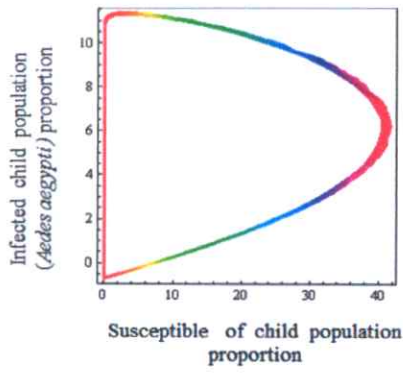 Infected child population
(Aedes aegypti) proportion
10
8
6
4
2
0
0
10
20
30
40
Susceptible of child population
proportion